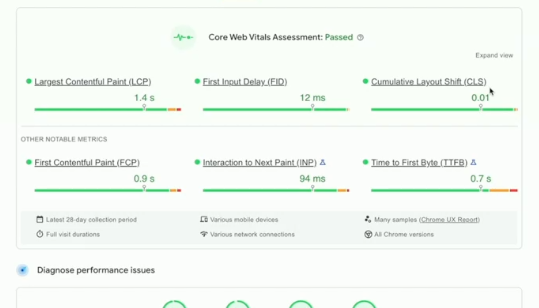 Core Web Vitals Assessment: Passed
Expand view
Largest Contentful Paint (LCP)
1.4 s
First Input Delay (FID)
12 ms
Cumulative Layout Shift (CLS)
0.01
OTHER NOTABLE METRICS
First Contentful Paint (FCP)
0.9 s
Interaction to Next Paint (INP)
94 ms
Time to First Byte (TTFB)
0.7 s
Latest 28-day collection period
Various mobile devices
Many samples (Chrome UX Report)
Full visit durations
Various network connections
All Chrome versions
Diagnose performance issues